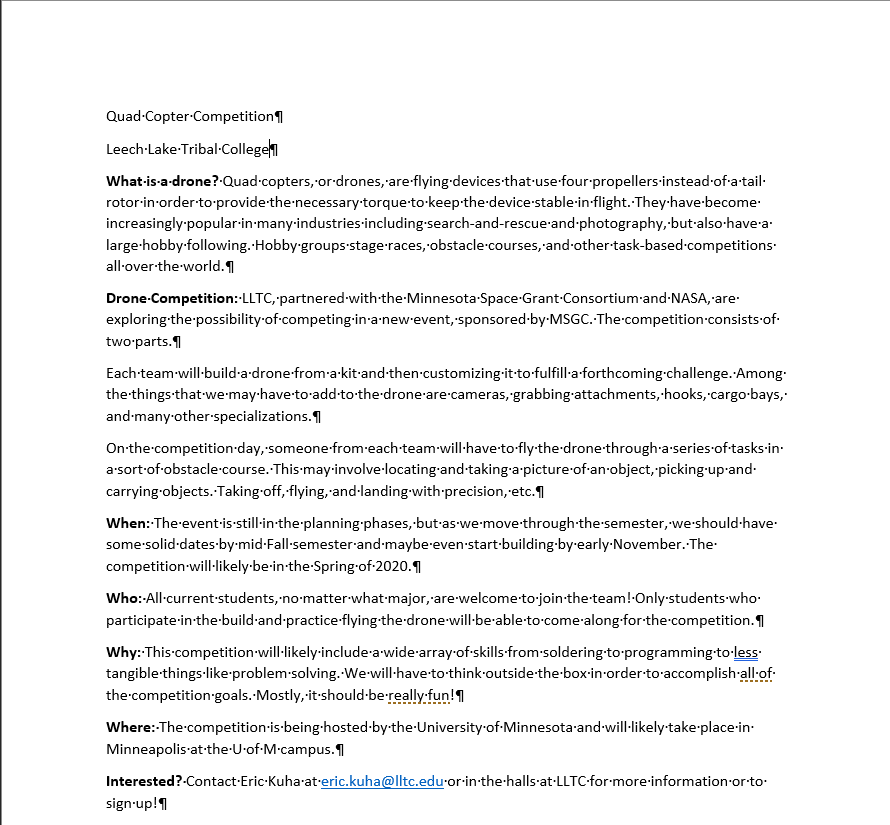 Quad Copter Competition¶
Leech Lake Tribal College¶
What is a drone? Quad copters, or drones, are flying devices that use four propellers instead of a tail
rotor in order to provide the necessary torque to keep the device stable in flight. They have become
increasingly popular in many industries including search-and-rescue and photography, but also have a
large hobby following. Hobby groups stage races, obstacle courses, and other task-based competitions
all over the world.¶
Drone Competition: LLTC, partnered with the Minnesota Space Grant Consortium and NASA, are
exploring the possibility of competing in a new event, sponsored by MSGC. The competition consists of
two parts.¶
Each team will build a drone from a kit and then customizing it to fulfill a forthcoming challenge. Among
the things that we may have to add to the drone are cameras, grabbing attachments, hooks, cargo bays,
and many other specializations.¶
On the competition day, someone from each team will have to fly the drone through a series of tasks in
a sort of obstacle course. This may involve locating and taking a picture of an object, picking up and
carrying objects. Taking off, flying, and landing with precision, etc.¶
When: The event is still in the planning phases, but as we move through the semester, we should have
some solid dates by mid Fall semester and maybe even start building by early November. The
competition will likely be in the Spring of 2020.¶
Who: All current students, no matter what major, are welcome to join the team! Only students who
participate in the build and practice flying the drone will be able to come along for the competition.¶
Why: This competition will likely include a wide array of skills from soldering to programming to less
tangible things like problem solving. We will have to think outside the box in order to accomplish all of
the competition goals. Mostly, it should be really fun!¶
Where: The competition is being hosted by the University of Minnesota and will likely take place in
Minneapolis at the U of M campus.¶
Interested? Contact Eric Kuha at eric.kuha@lltc.edu or in the halls at LLTC for more information or to
sign up!¶